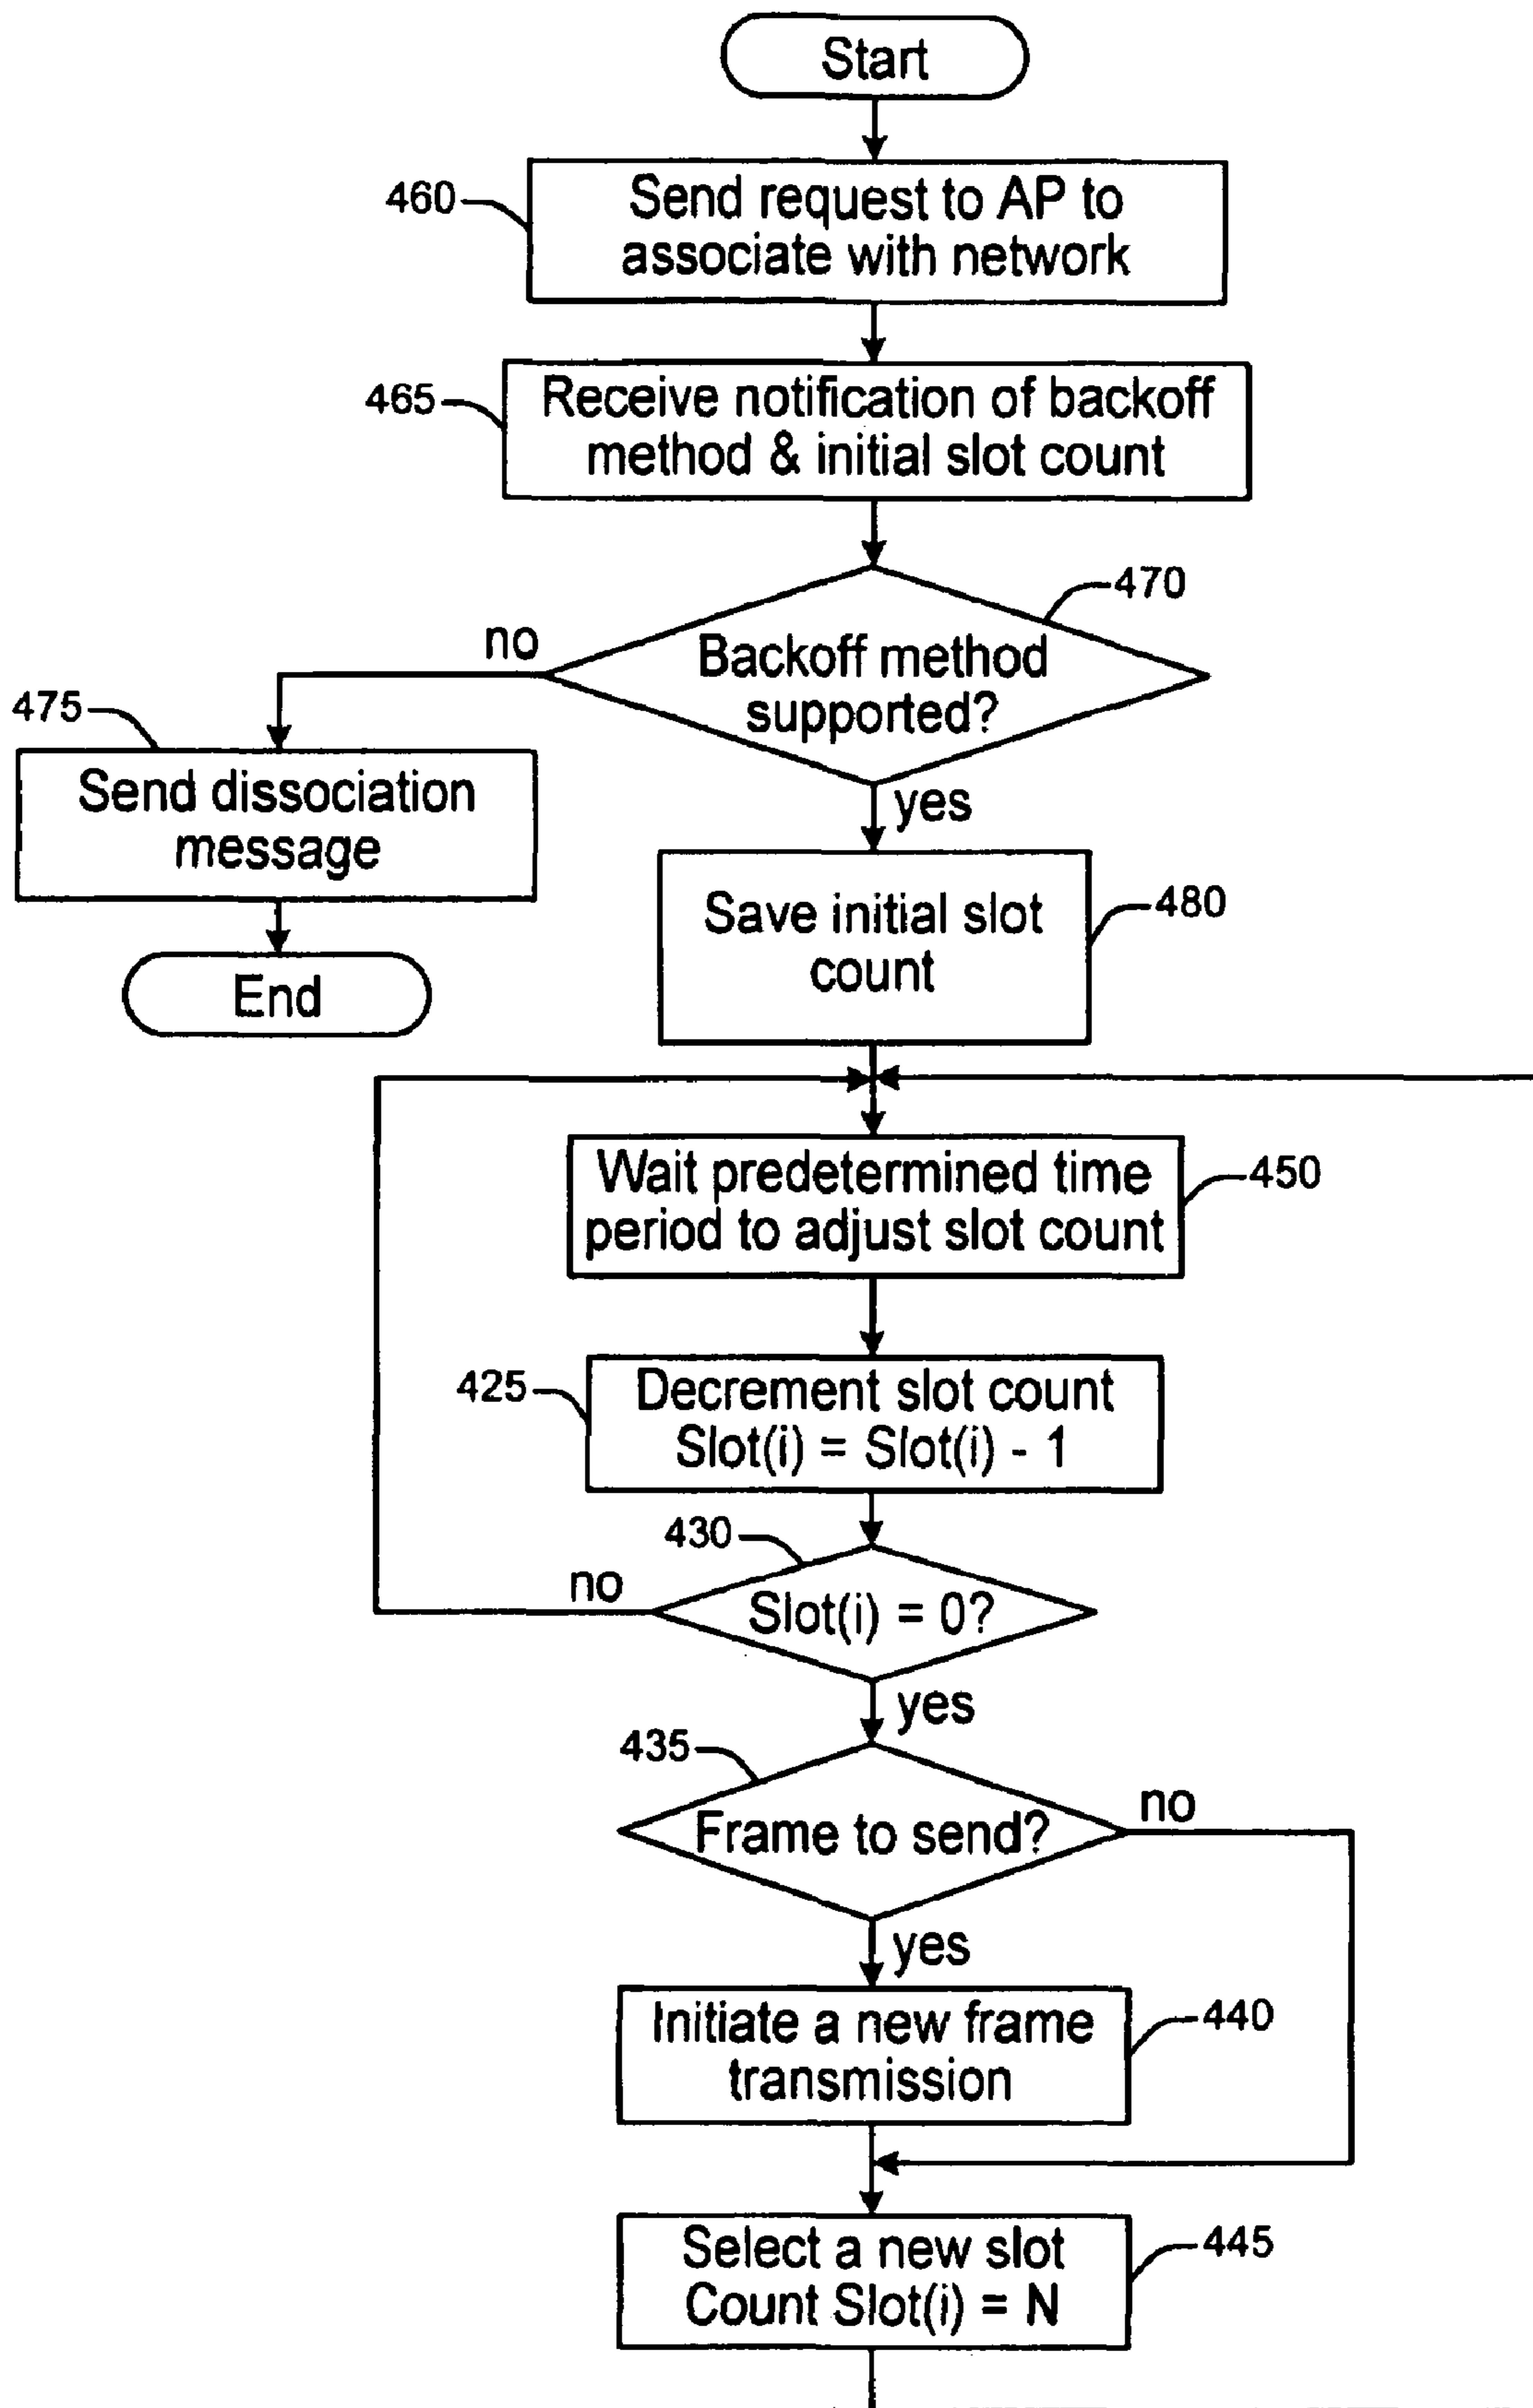 Start
460
Send request to AP to
associate with network
465
Receive notification of backoff
method & initial slot count
470
no
Backoff method
supported?
475
yes
Send dissociation
message
480
Save initial slot
count
End
Wait predetermined time
period to adjust slot count
450
425
Decrement slot count
Slot(i) = Slot(i) - 1
430
no
Slot(i) = 0?
yes
435
no
Frame to send?
yes
Initiate a new frame
transmission
440
Select a new slot
Count Slot(i) = N
445